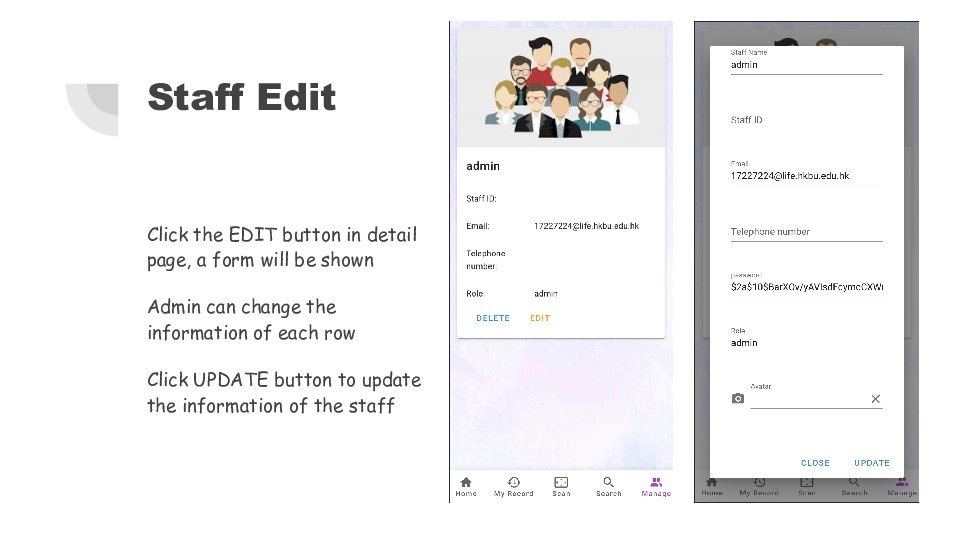 Staff Edit
Click the EDIT button in detail
page, a form will be shown
Admin can change the
information of each row
Click UPDATE button to update
the information of the staff
admin
Staff ID:
Email: 17227224@life.hkbu.edu.hk
Telephone
number:
Role: admin
DELETE EDIT
Home My Record Scan Search Manage
Staff Name
admin
Staff ID
Email
17227224@life.hkbu.edu.hk
Telephone number
password
Role
admin
Avatar
CLOSE UPDATE
Home My Record Scan Search Manage